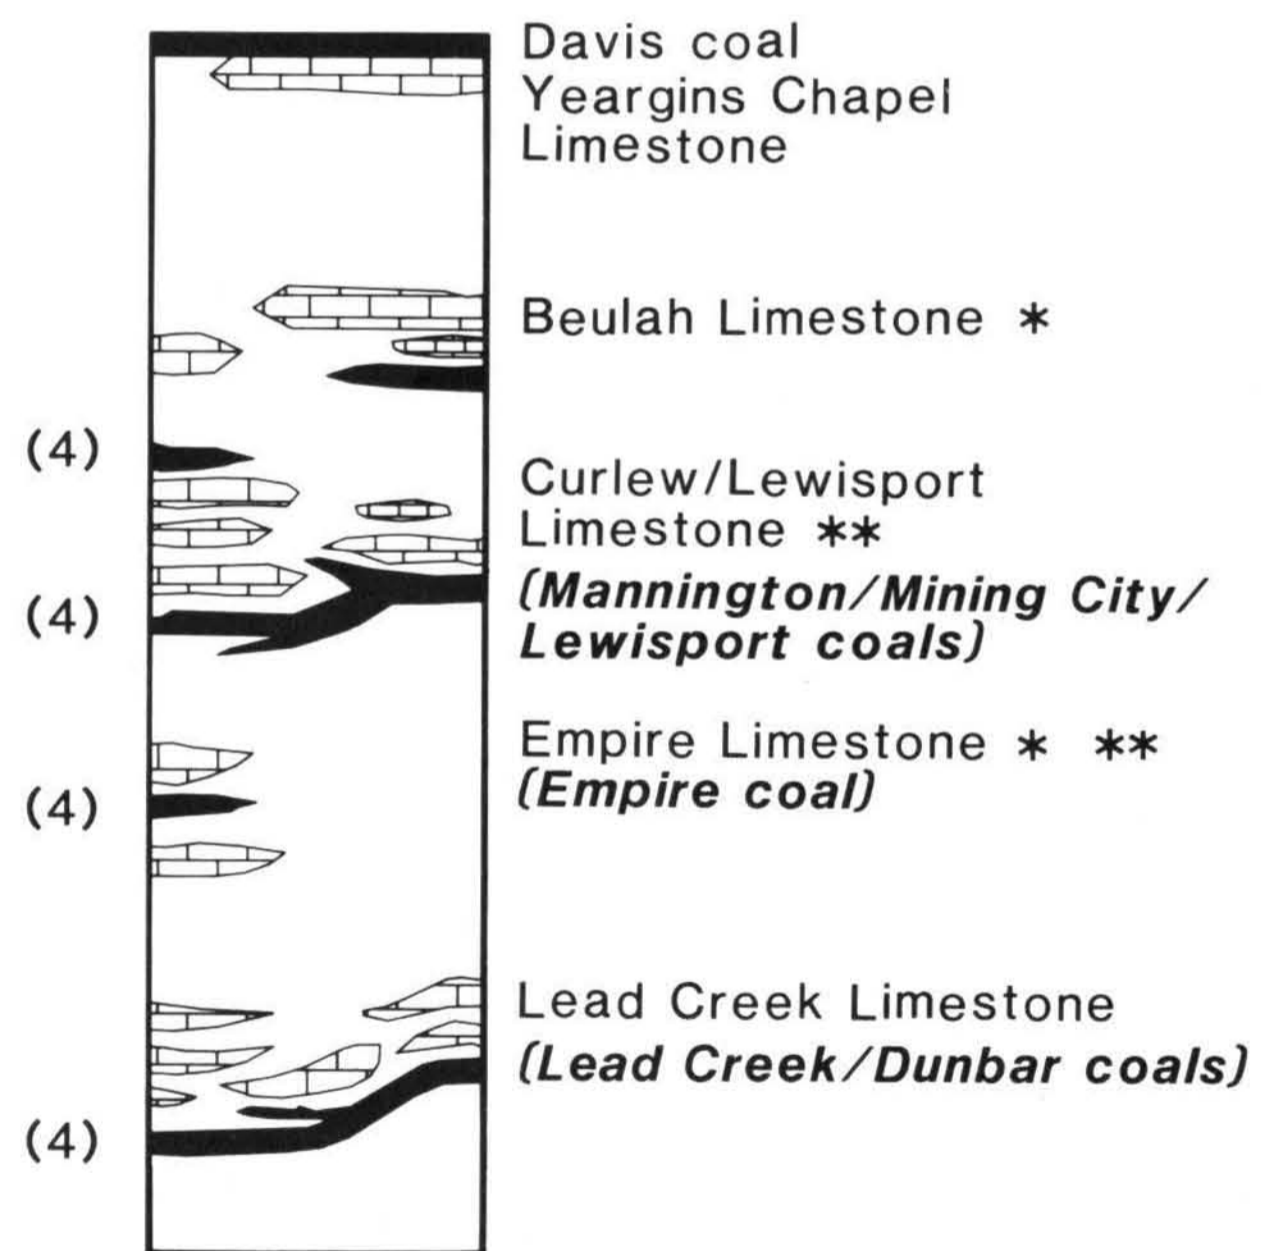 Davis coal
Yeargins Chapel
Limestone
Beulah Limestone *
(4)
Curlew/Lewisport
Limestone **
(4)
(Mannington/Mining City/
Lewisport coals)
Empire Limestone * **
(4)
(Empire coal)
Lead Creek Limestone
(Lead Creek/Dunbar coals)
(4)